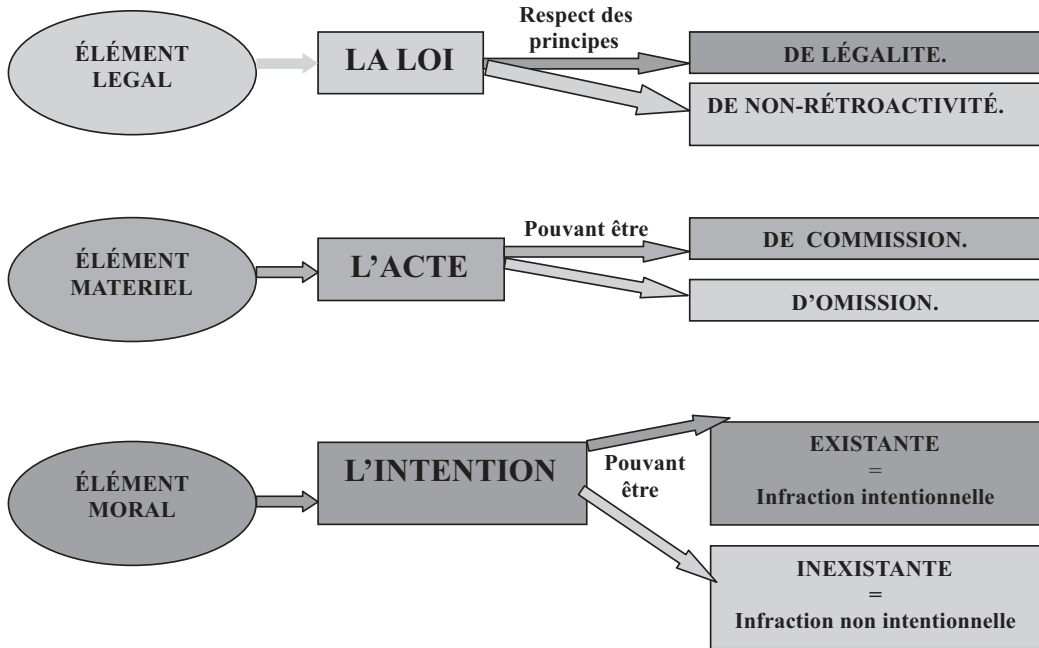 ÉLÉMENT
LEGAL
LA LOI
Respect des
principes
DE LÉGALITE.
DE NON-RÉTROACTIVITÉ.
ÉLÉMENT
MATERIEL
L'ACTE
Pouvant être
DE COMMISSION.
D'OMISSION.
ÉLÉMENT
MORAL
L'INTENTION
Pouvant
être
EXISTANTE
=
Infraction intentionnelle
INEXISTANTE
=
Infraction non intentionnelle